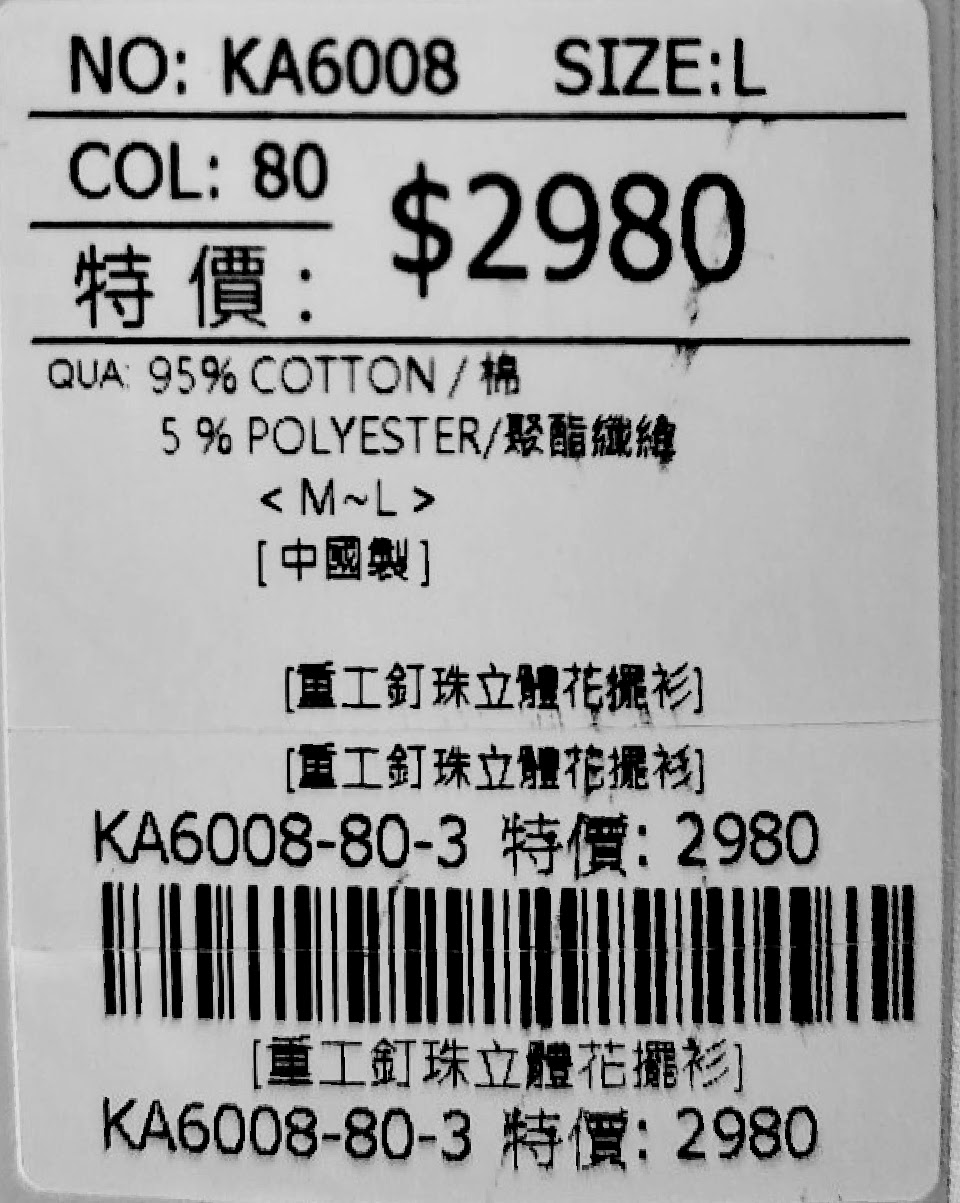 NO: KA6008 SIZE:L
COL: 80
$2980
特價:
QUA: 95% COTTON / 棉
5 % POLYESTER/聚酯纖維
< M~L >
[中國製]
[重工釘珠立體花擺衫]
[重工釘珠立體花擺衫]
KA6008-80-3 特價: 2980
[重工釘珠立體花擺衫]
KA6008-80-3 特價: 2980